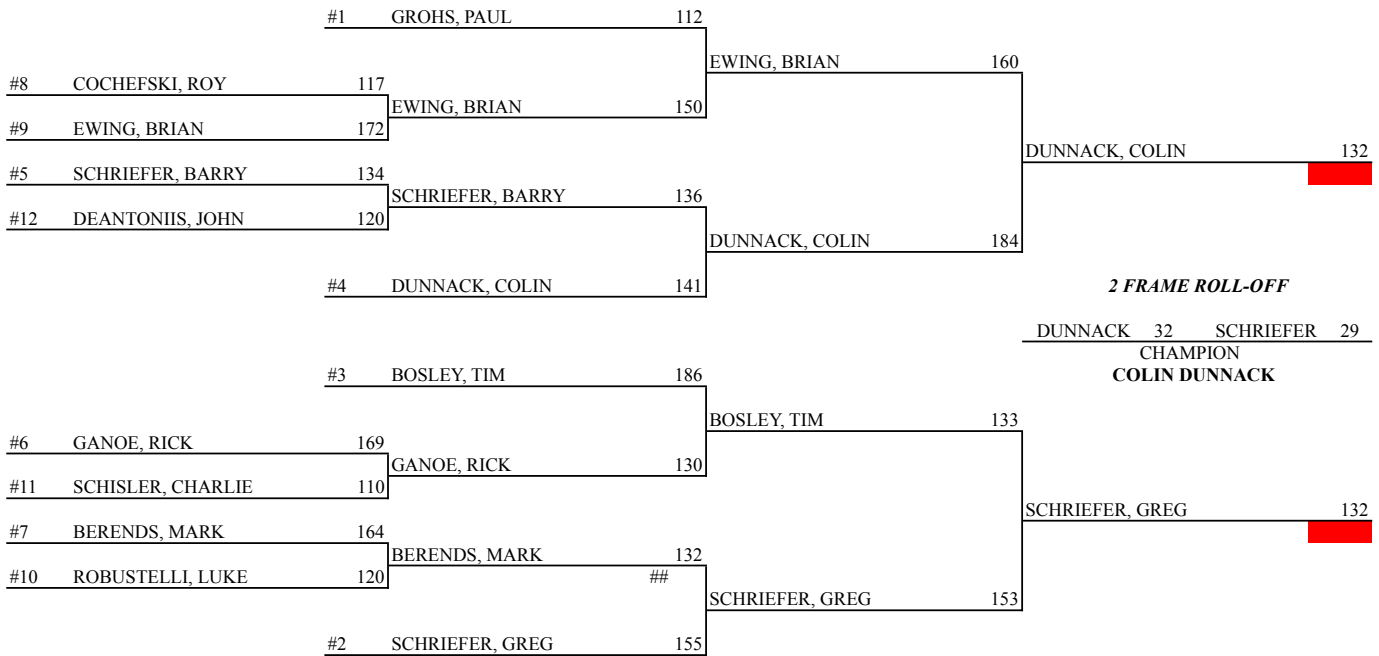 #1 GROHS, PAUL 112
EWING, BRIAN 160
#8 COCHEFSKI, ROY 117
EWING, BRIAN 150
#9 EWING, BRIAN 172
DUNNACK, COLIN 132
#5 SCHRIEFER, BARRY 134
SCHRIEFER, BARRY 136
#12 DEANTONIIS, JOHN 120
DUNNACK, COLIN 184
#4 DUNNACK, COLIN 141
2 FRAME ROLL-OFF
DUNNACK 32 SCHRIEFER 29
CHAMPION
COLIN DUNNACK
#3 BOSLEY, TIM 186
BOSLEY, TIM 133
#6 GANOE, RICK 169
GANOE, RICK 130
#11 SCHISLER, CHARLIE 110
SCHRIEFER, GREG 132
#7 BERENDS, MARK 164
BERENDS, MARK 132
#10 ROBUSTELLI, LUKE 120
##
SCHRIEFER, GREG 153
#2 SCHRIEFER, GREG 155